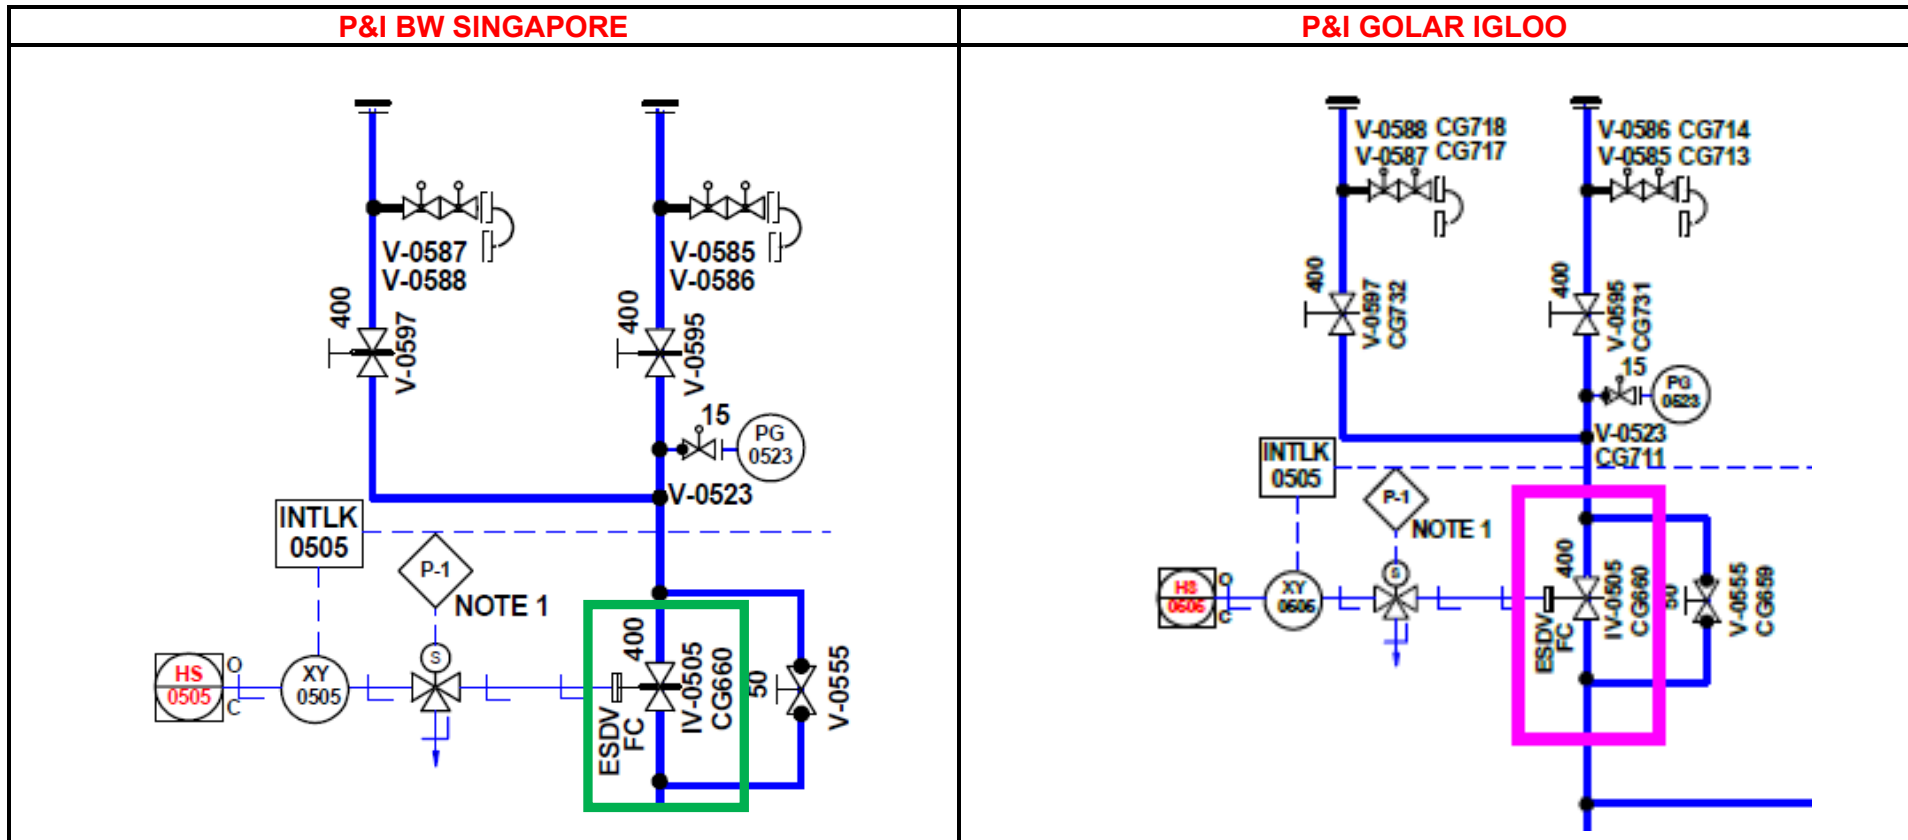 P&I BW SINGAPORE
P&I GOLAR IGLOO
V-0587
V-0588
V-0585
V-0586
400
V-0597
400
V-0595
15
PG
0523
V-0523
INTLK
0505
P-1
NOTE 1
S
HS
0505
O
C
XY
0505
400
IV-0505
CG660
ESDV
FC
50
V-0555
V-0588 CG718
V-0587 CG717
V-0586 CG714
V-0585 CG713
400
V-0597
CG732
400
V-0595
CG731
15
PG
0523
V-0523
CG711
INTLK
0505
P-1
NOTE 1
S
O
C
XY
400
IV-0505
CG660
ESDV
FC
50
V-0555
CG659